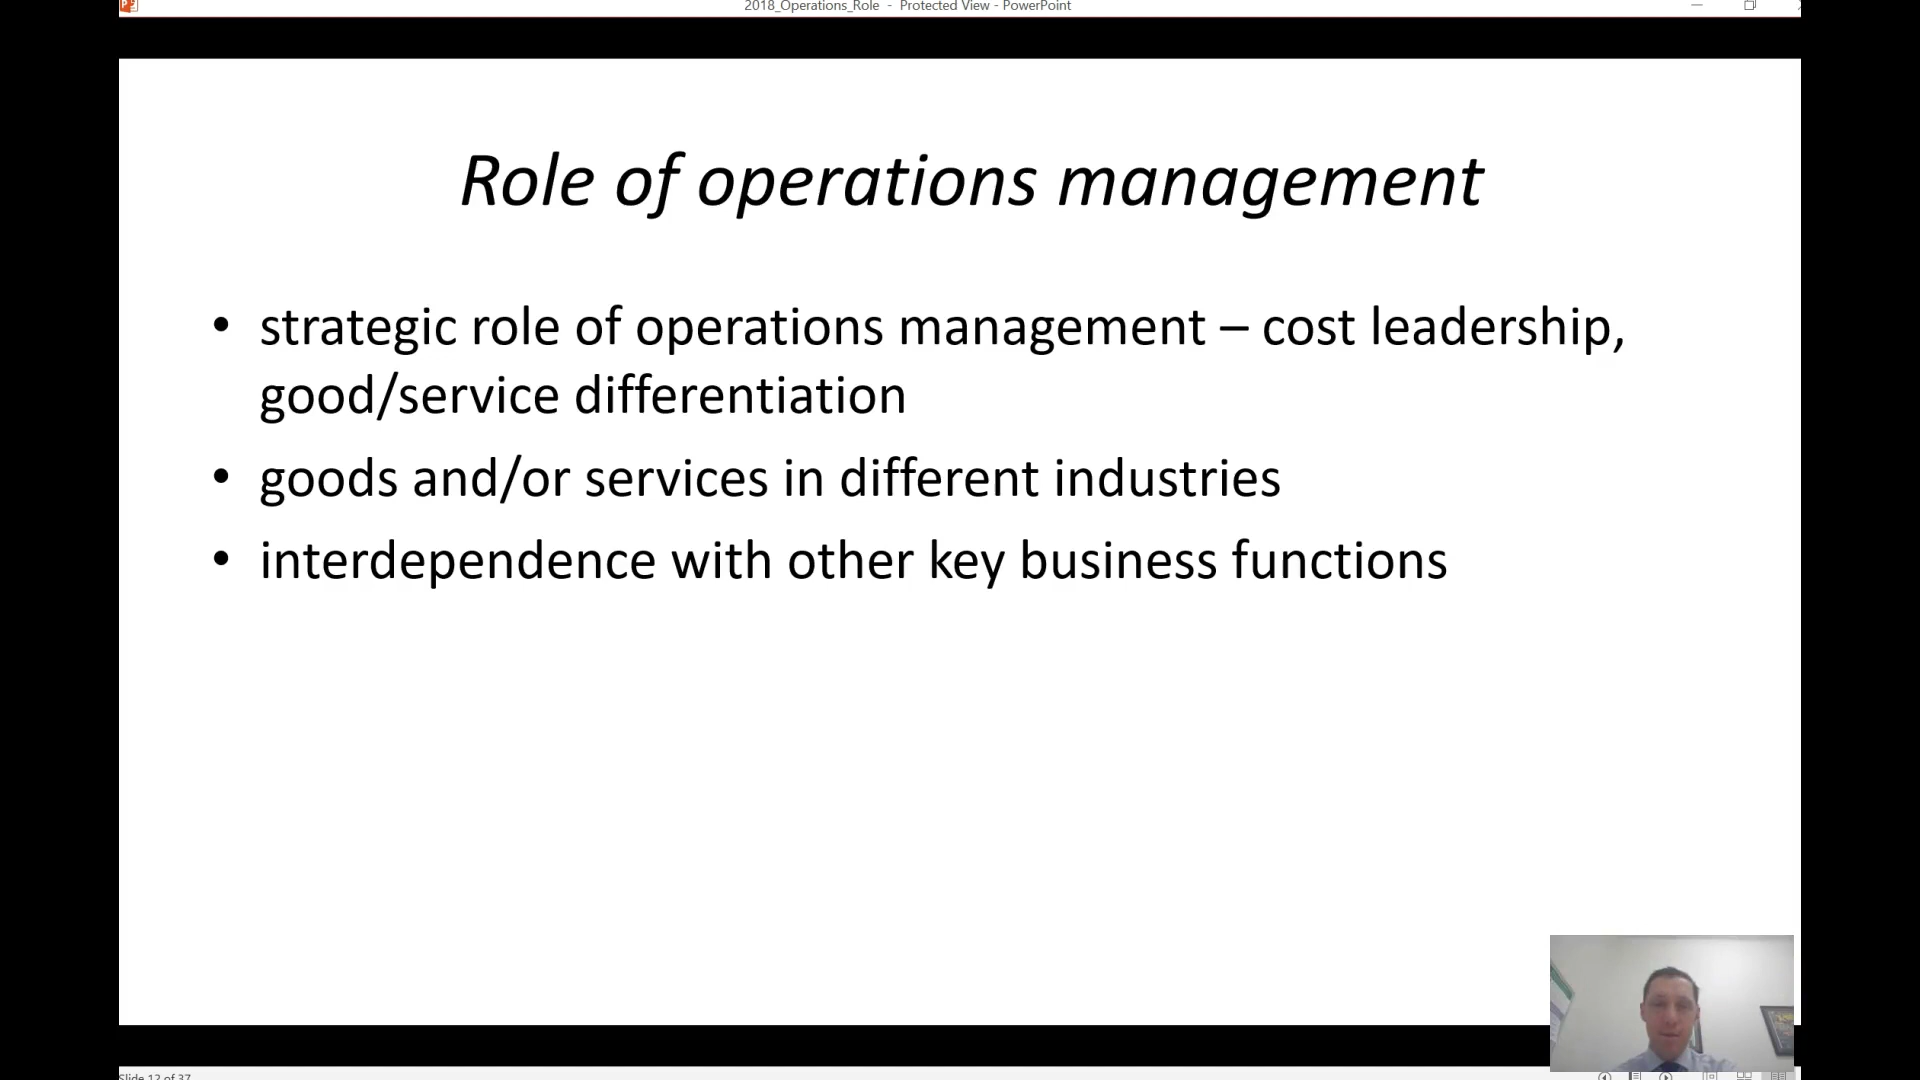 2018_Operations_Role - Protected View - PowerPoint
Role of operations management
• strategic role of operations management – cost leadership,
good/service differentiation
• goods and/or services in different industries
• interdependence with other key business functions
Slide 12 of 37